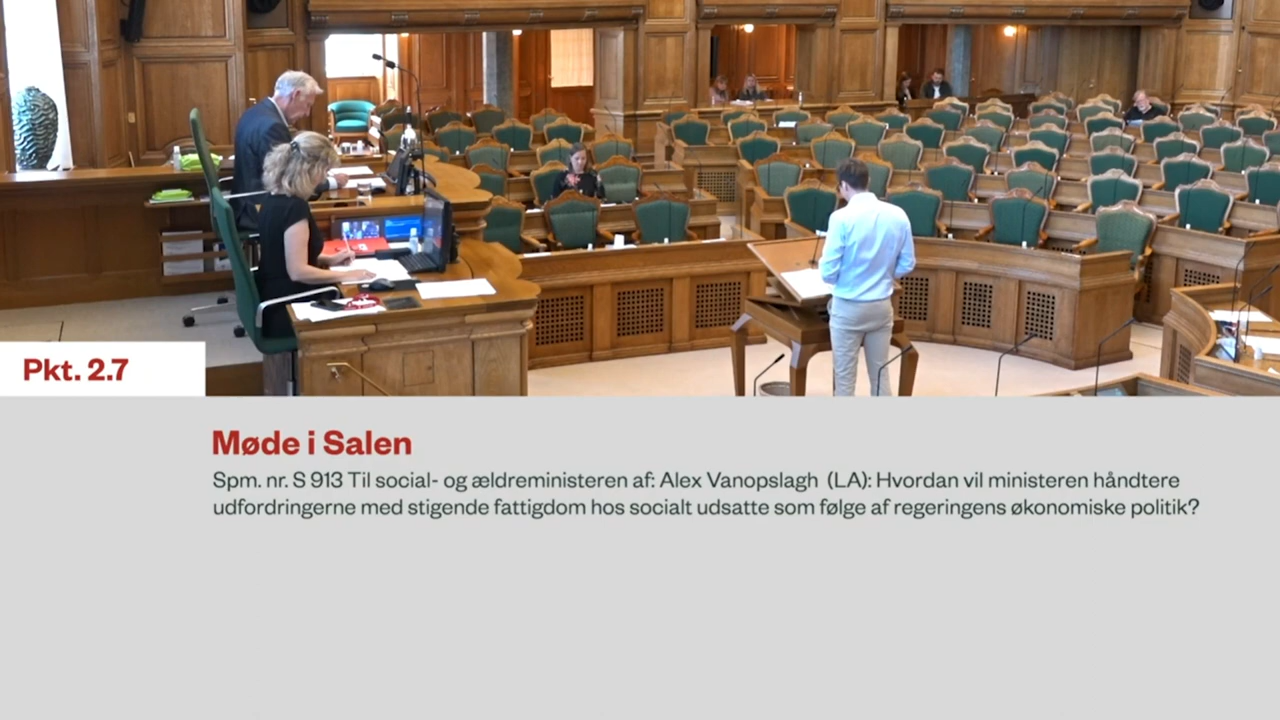 Pkt. 2.7
Møde i Salen
Spm. nr. S 913 Til social- og ældreministeren af: Alex Vanopslagh (LA): Hvordan vil ministeren håndtere
udfordringerne med stigende fattigdom hos socialt udsatte som følge af regeringens økonomiske politik?